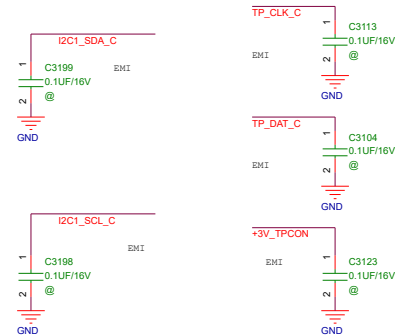 I2C1_SDA_C
EMI
1
C3199
0.1UF/16V
@
2
GND
TP_CLK_C
1
C3113
0.1UF/16V
EMI
@
2
GND
TP_DAT_C
1
C3104
0.1UF/16V
EMI
@
2
GND
I2C1_SCL_C
EMI
1
C3198
0.1UF/16V
@
2
GND
+3V_TPCON
1
EMI
C3123
0.1UF/16V
@
2
GND